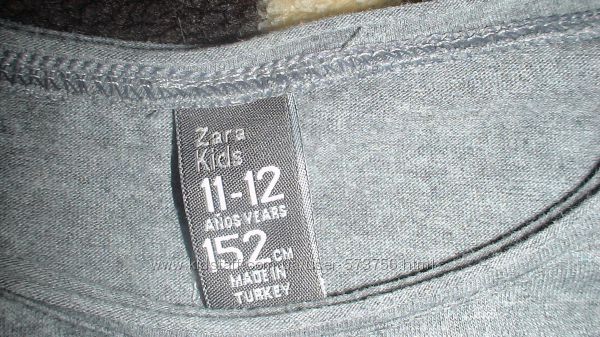 Zara
Kids
11-12
AÑOS YEARS
152 CM
MADE IN
TURKEY